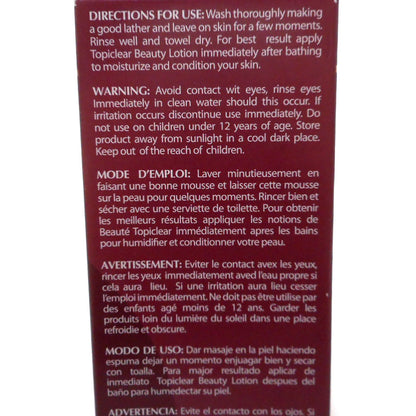 DIRECTIONS FOR USE: Wash thoroughly making
a good lather and leave on skin for a few moments.
Rinse well and towel dry. For best result apply
Topiclear Beauty Lotion immediately after bathing
to moisturize and condition your skin.
WARNING: Avoid contact wit eyes, rinse eyes
Immediately in clean water should this occur. If
irritation occurs discontinue use immediately. Do
not use on children under 12 years of age. Store
product away from sunlight in a cool dark place.
Keep out of the reach of children.
MODE D'EMPLOI: Laver minutieusement en
faisant une bonne mousse et laisser cette mousse
sur la peau pour quelques moments. Rincer bien et
sécher avec une serviette de toilette. Pour obtenir
les meilleurs résultats appliquer les notions de
Beauté Topiclear immédiatement apres les bains
pour humidifier et conditionner votre peau.
AVERTISSEMENT: Eviter le contact avex les yeux,
rincer les yeux immediatement avec l'eau propre si
cela aura lieu. Si une irritation aura lieu cesser
l'emploi immédiatement. Ne doit pas être utilise par
des enfants agé moins de 12 ans. Garder les
produits loin du lumière du soleil dans une place
refroidie et obscure.
MODO DE USO: Dar masaje en la piel haciendo
espuma dejar un momento enjuagar bien y secar
con toalla. Para major resultado aplicar de
inmediato Topiclear Beauty Lotion despues del
baño para humedectar su piel.
ADVERTENCIA: Evite el contacto con los ojos. Si